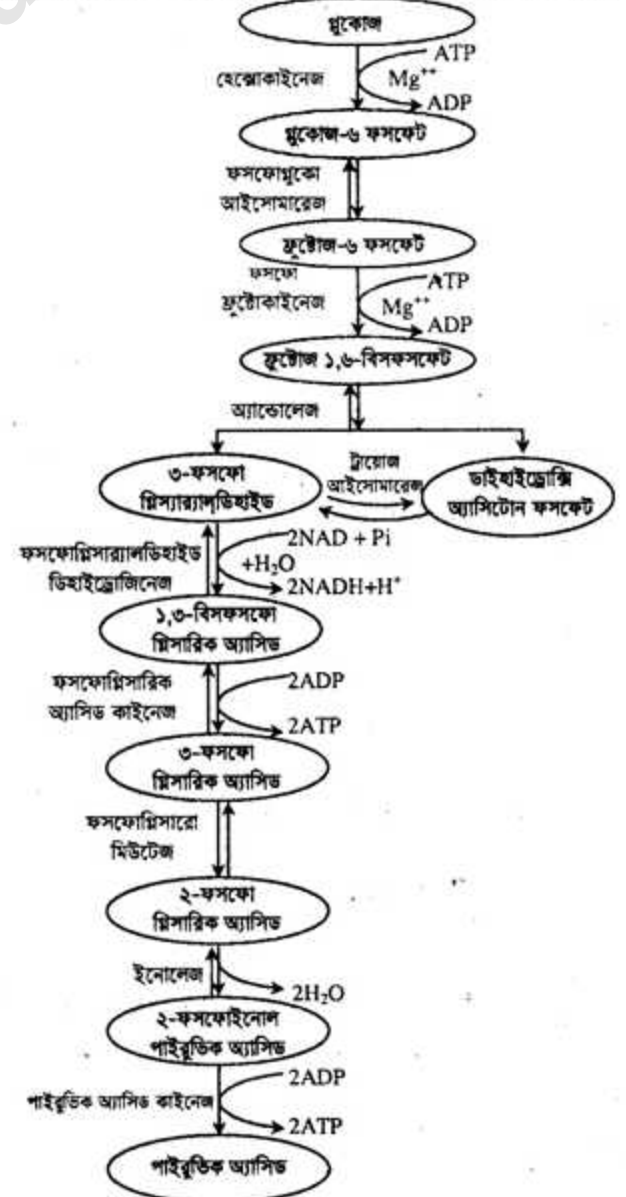 গ্লুকোজ
ATP
হেক্সোকাইনেজ
Mg++
ADP
গ্লুকোজ-৬ ফসফেট
ফসফোগ্লুকো
আইসোমারেজ
ফ্রুক্টোজ-৬ ফসফেট
ফসফো
ফ্রুক্টোকাইনেজ
ATP
Mg++
ADP
ফ্রুক্টোজ ১,৬-বিসফসফেট
অ্যান্ডোলেজ
৩-ফসফো
গ্লিস্যার‍্যালডিহাইড
ট্রায়োজ
আইসোমারেজ
ডাইহাইড্রোক্সি
অ্যাসিটোন ফসফেট
ফসফোগ্লিসার‍্যালডিহাইড
ডিহাইড্রোজিনেজ
2NAD + Pi
+H₂O
2NADH+H⁺
১,৩-বিসফসফো
গ্লিসারিক অ্যাসিড
ফসফোগ্লিসারিক
অ্যাসিড কাইনেজ
2ADP
2ATP
৩-ফসফো
গ্লিসারিক অ্যাসিড
ফসফোগ্লিসারো
মিউটেজ
২-ফসফো
গ্লিসারিক অ্যাসিড
ইনোলেজ
2H₂O
২-ফসফোইনোল
পাইরুভিক অ্যাসিড
পাইরুভিক অ্যাসিড কাইনেজ
2ADP
2ATP
পাইরুভিক অ্যাসিড